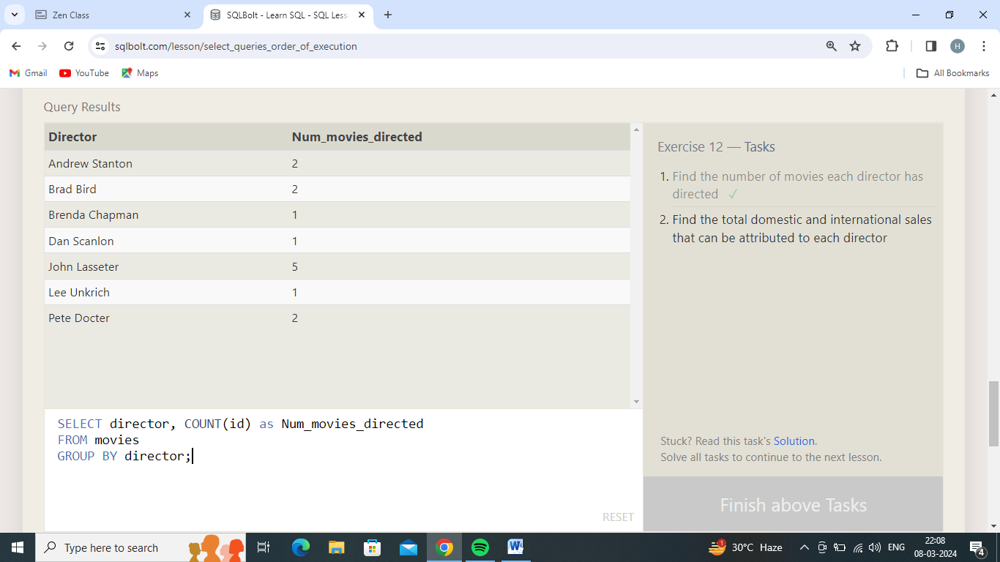 Zen Class
SQLBolt - Learn SQL - SQL Less
sqlbolt.com/lesson/select_queries_order_of_execution
H
Gmail
YouTube
Maps
All Bookmarks
Query Results
Director Num_movies_directed
Andrew Stanton 2
Brad Bird 2
Brenda Chapman 1
Dan Scanlon 1
John Lasseter 5
Lee Unkrich 1
Pete Docter 2
SELECT director, COUNT(id) as Num_movies_directed
FROM movies
GROUP BY director;
RESET
Exercise 12 — Tasks
1. Find the number of movies each director has
directed ✓
2. Find the total domestic and international sales
that can be attributed to each director
Stuck? Read this task's Solution.
Solve all tasks to continue to the next lesson.
Finish above Tasks
Type here to search
W
1
30°C Haze
ENG
22:08
08-03-2024
4